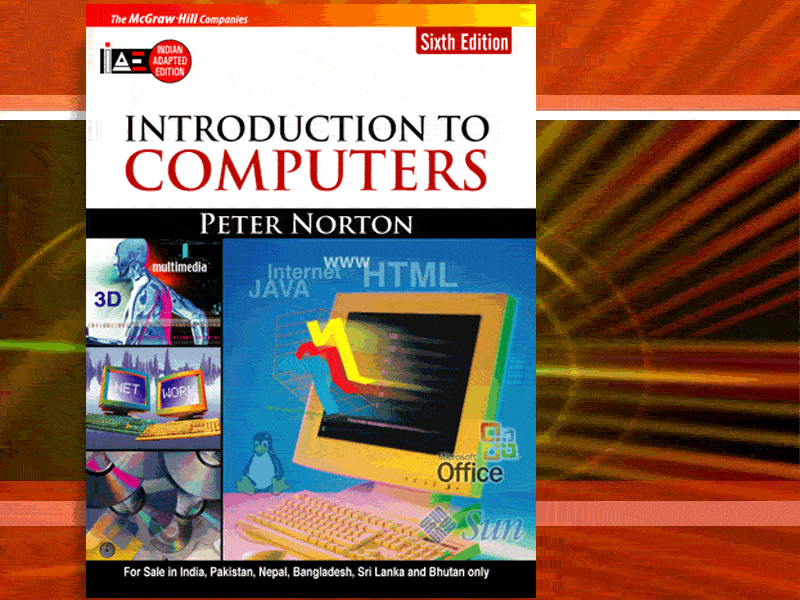 The McGraw·Hill Companies
Sixth Edition
iAE
INDIAN
ADAPTED
EDITION
INTRODUCTION TO
COMPUTERS
PETER NORTON
multimedia
3D
WWW
Internet
HTML
JAVA
NET
WORK
Microsoft
Office
Sun
For Sale in India, Pakistan, Nepal, Bangladesh, Sri Lanka and Bhutan only